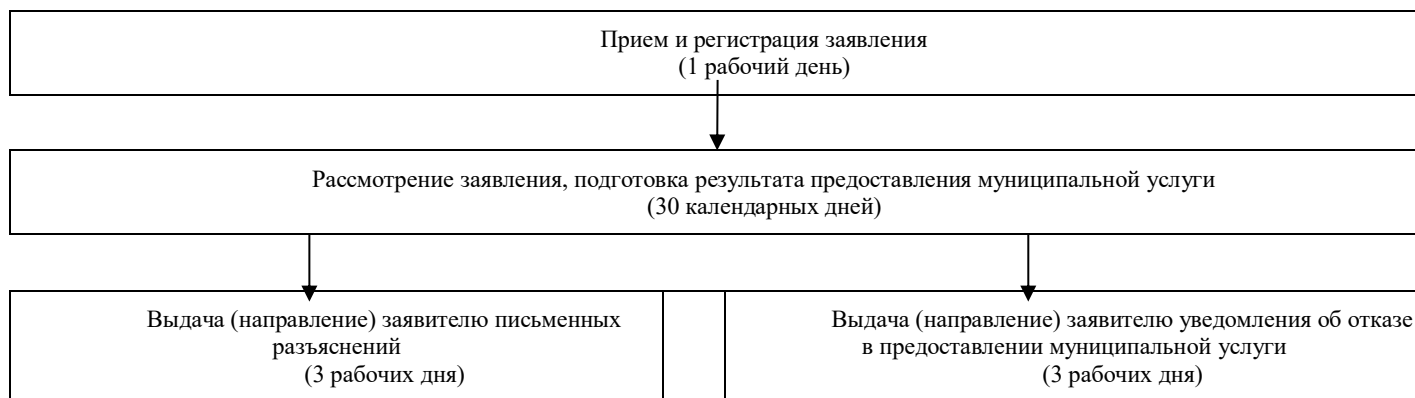 Прием и регистрация заявления
(1 рабочий день)
Рассмотрение заявления, подготовка результата предоставления муниципальной услуги
(30 календарных дней)
Выдача (направление) заявителю письменных
разъяснений
(3 рабочих дня)
Выдача (направление) заявителю уведомления об отказе
в предоставлении муниципальной услуги
(3 рабочих дня)